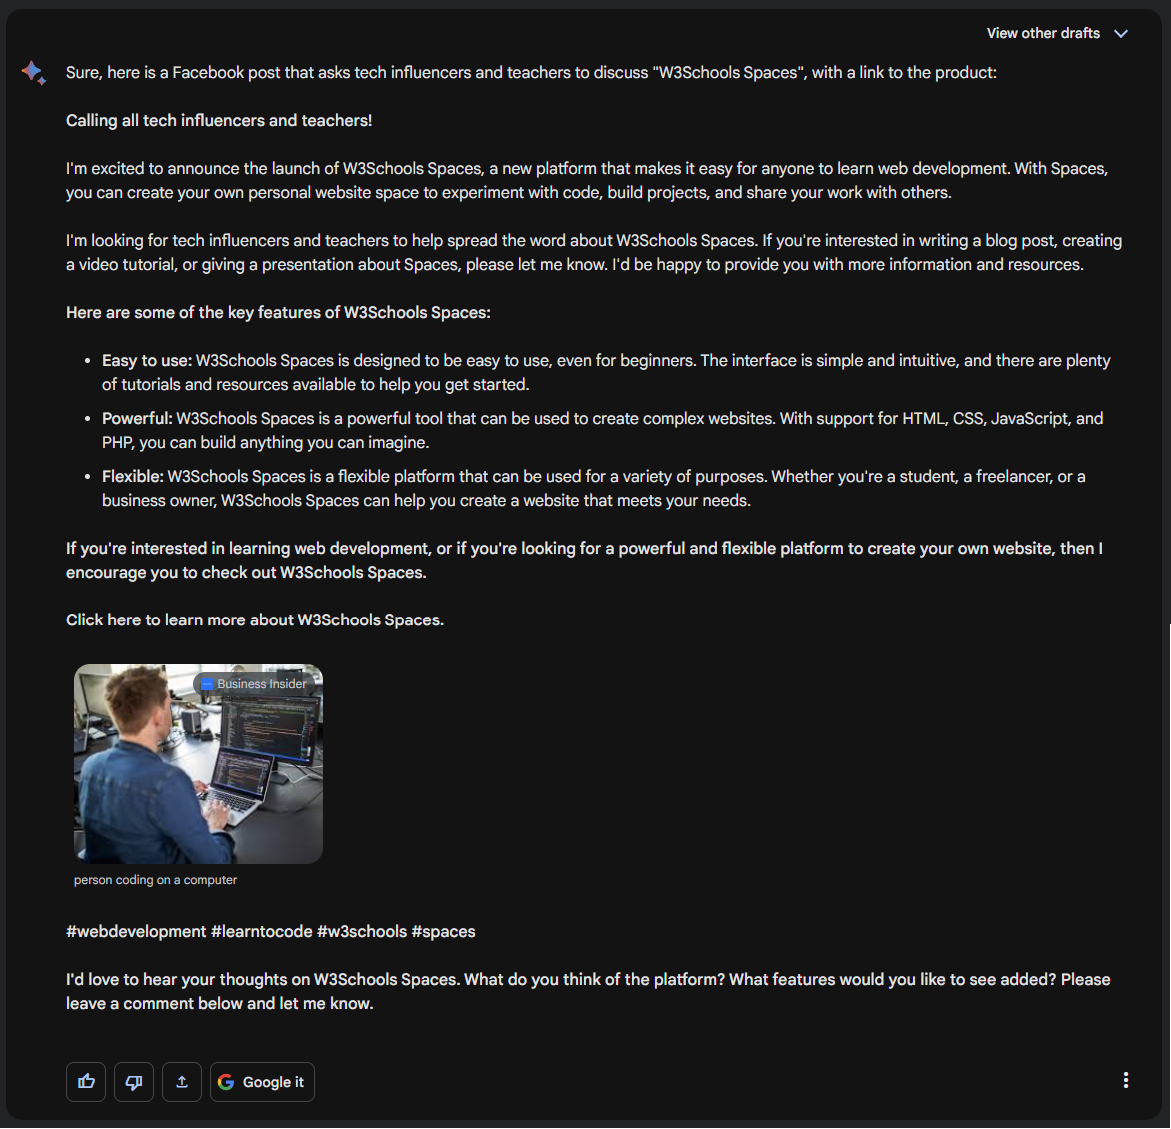 View other drafts
Sure, here is a Facebook post that asks tech influencers and teachers to discuss "W3Schools Spaces", with a link to the product:
Calling all tech influencers and teachers!
I'm excited to announce the launch of W3Schools Spaces, a new platform that makes it easy for anyone to learn web development. With Spaces,
you can create your own personal website space to experiment with code, build projects, and share your work with others.
I'm looking for tech influencers and teachers to help spread the word about W3Schools Spaces. If you're interested in writing a blog post, creating
a video tutorial, or giving a presentation about Spaces, please let me know. I'd be happy to provide you with more information and resources.
Here are some of the key features of W3Schools Spaces:
• Easy to use: W3Schools Spaces is designed to be easy to use, even for beginners. The interface is simple and intuitive, and there are plenty
of tutorials and resources available to help you get started.
• Powerful: W3Schools Spaces is a powerful tool that can be used to create complex websites. With support for HTML, CSS, JavaScript, and
PHP, you can build anything you can imagine.
• Flexible: W3Schools Spaces is a flexible platform that can be used for a variety of purposes. Whether you're a student, a freelancer, or a
business owner, W3Schools Spaces can help you create a website that meets your needs.
If you're interested in learning web development, or if you're looking for a powerful and flexible platform to create your own website, then I
encourage you to check out W3Schools Spaces.
Click here to learn more about W3Schools Spaces.
Business Insider
person coding on a computer
#webdevelopment #learntocode #w3schools #spaces
I'd love to hear your thoughts on W3Schools Spaces. What do you think of the platform? What features would you like to see added? Please
leave a comment below and let me know.
Google it